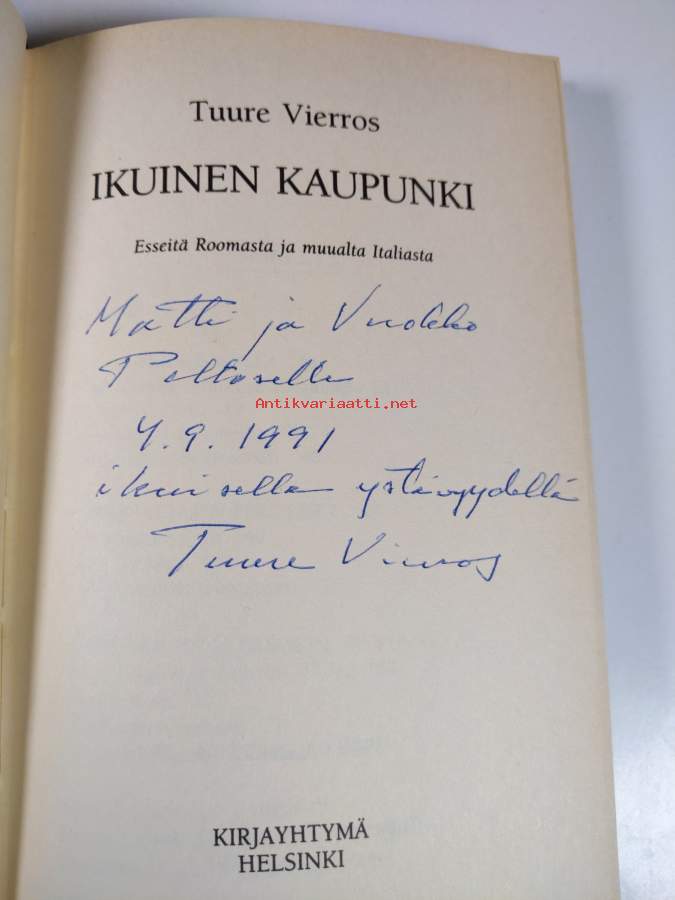 Tuure Vierros
IKUINEN KAUPUNKI
Esseitä Roomasta ja muualta Italiasta
Matti ja Vuokko
Peltoselle
Antikvariaatti.net
4.9.1991
ikuisella ystävyydellä
Tuure Vierros
KIRJAYHTYMÄ
HELSINKI